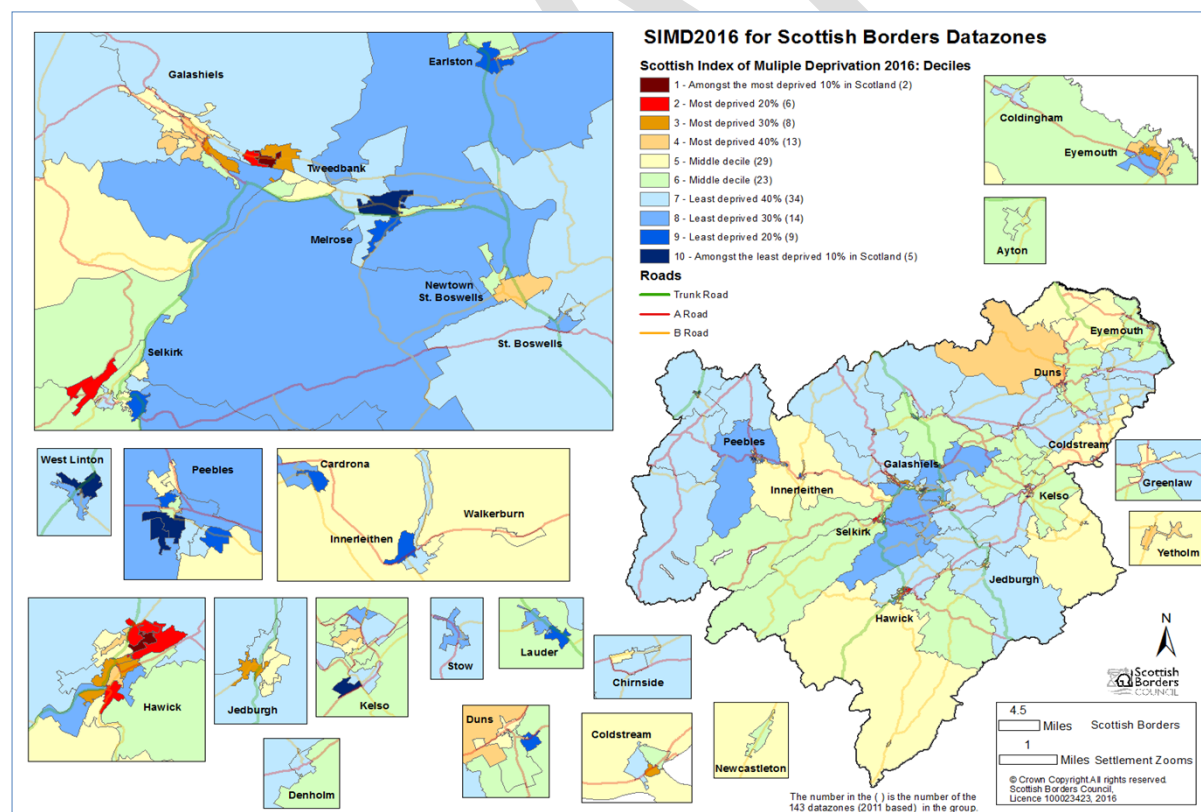 SIMD2016 for Scottish Borders Datazones
Scottish Index of Muliple Deprivation 2016: Deciles
1 - Amongst the most deprived 10% in Scotland (2)
2 - Most deprived 20% (6)
3 - Most deprived 30% (8)
4 - Most deprived 40% (13)
5 - Middle decile (29)
6 - Middle decile (23)
7 - Least deprived 40% (34)
8 - Least deprived 30% (14)
9 - Least deprived 20% (9)
10 - Amongst the least deprived 10% in Scotland (5)
Roads
Trunk Road
A Road
B Road
Galashiels
Earlston
Tweedbank
Melrose
Newtown
St. Boswells
St. Boswells
Selkirk
Coldingham
Eyemouth
Ayton
West Linton
Peebles
Cardrona
Innerleithen
Walkerburn
Hawick
Jedburgh
Kelso
Stow
Lauder
Denholm
Duns
Chirnside
Coldstream
Newcastleton
Greenlaw
Yetholm
Eyemouth
Duns
Coldstream
Peebles
Galashiels
Innerleithen
Kelso
Selkirk
Jedburgh
Hawick
N
Scottish
Borders
COUNCIL
4.5
Miles Scottish Borders
1
Miles Settlement Zooms
© Crown Copyright.All rights reserved.
Scottish Borders Council,
Licence 100023423, 2016
The number in the ( ) is the number of the
143 datazones (2011 based) in the group.